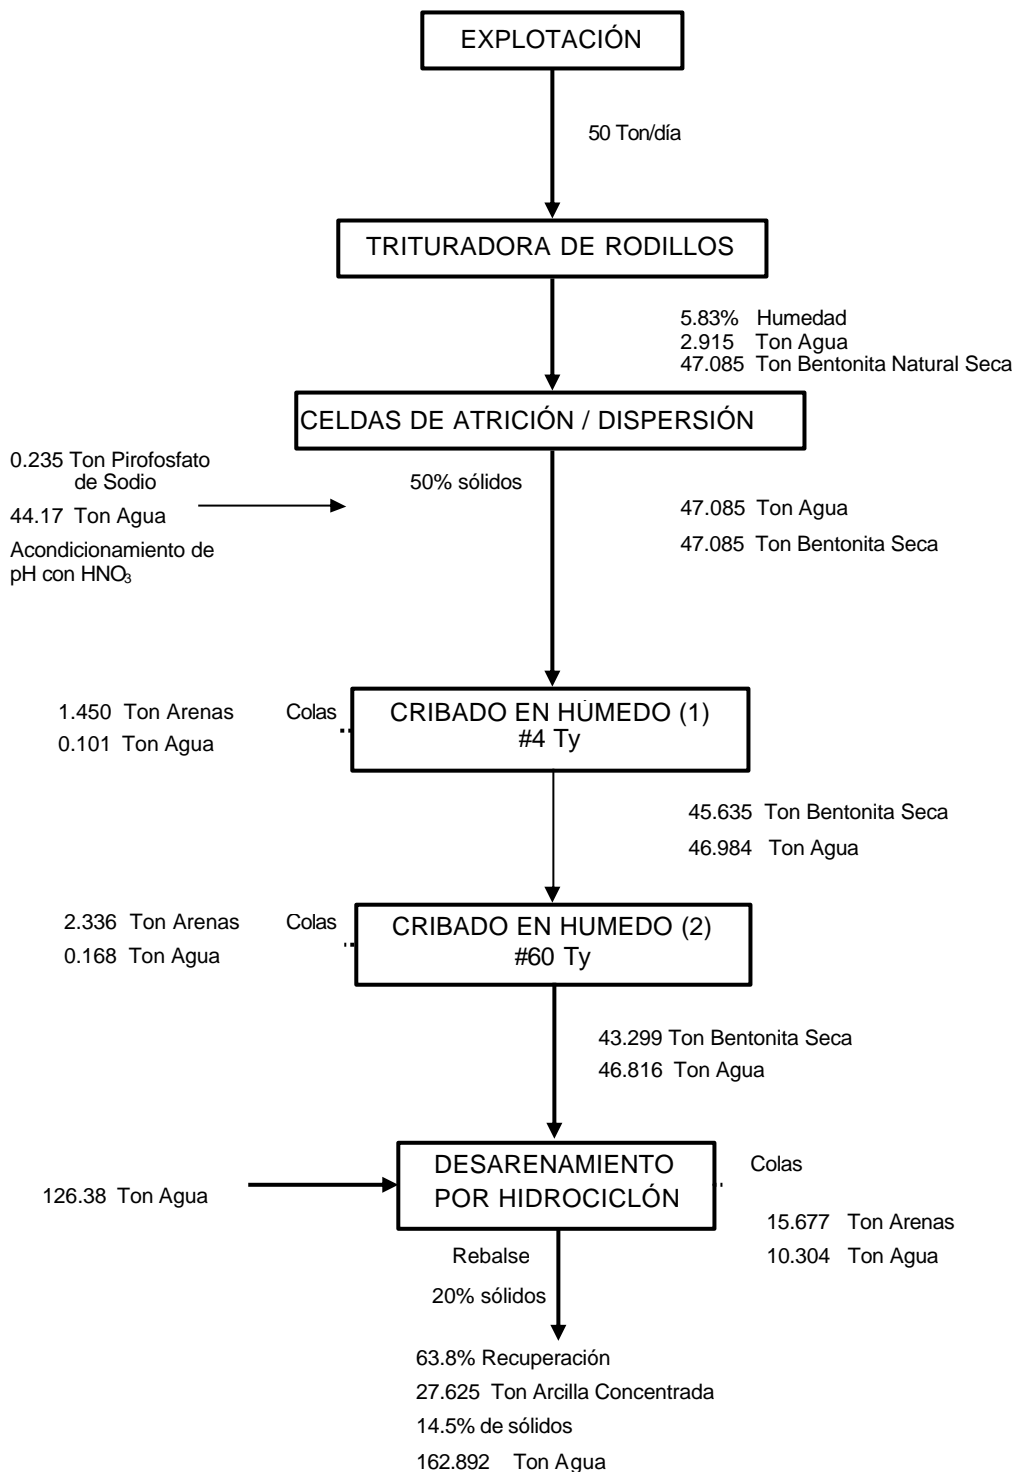 EXPLOTACIÓN
50 Ton/día
TRITURADORA DE RODILLOS
5.83% Humedad
2.915 Ton Agua
47.085 Ton Bentonita Natural Seca
CELDAS DE ATRICIÓN / DISPERSIÓN
0.235 Ton Pirofosfato
de Sodio
44.17 Ton Agua
Acondicionamiento de
pH con HNO₃
50% sólidos
47.085 Ton Agua
47.085 Ton Bentonita Seca
1.450 Ton Arenas Colas
0.101 Ton Agua
CRIBADO EN HÚMEDO (1)
#4 Ty
45.635 Ton Bentonita Seca
46.984 Ton Agua
2.336 Ton Arenas Colas
0.168 Ton Agua
CRIBADO EN HUMEDO (2)
#60 Ty
43.299 Ton Bentonita Seca
46.816 Ton Agua
126.38 Ton Agua
DESARENAMIENTO
POR HIDROCICLÓN
Colas
15.677 Ton Arenas
10.304 Ton Agua
Rebalse
20% sólidos
63.8% Recuperación
27.625 Ton Arcilla Concentrada
14.5% de sólidos
162.892 Ton Agua